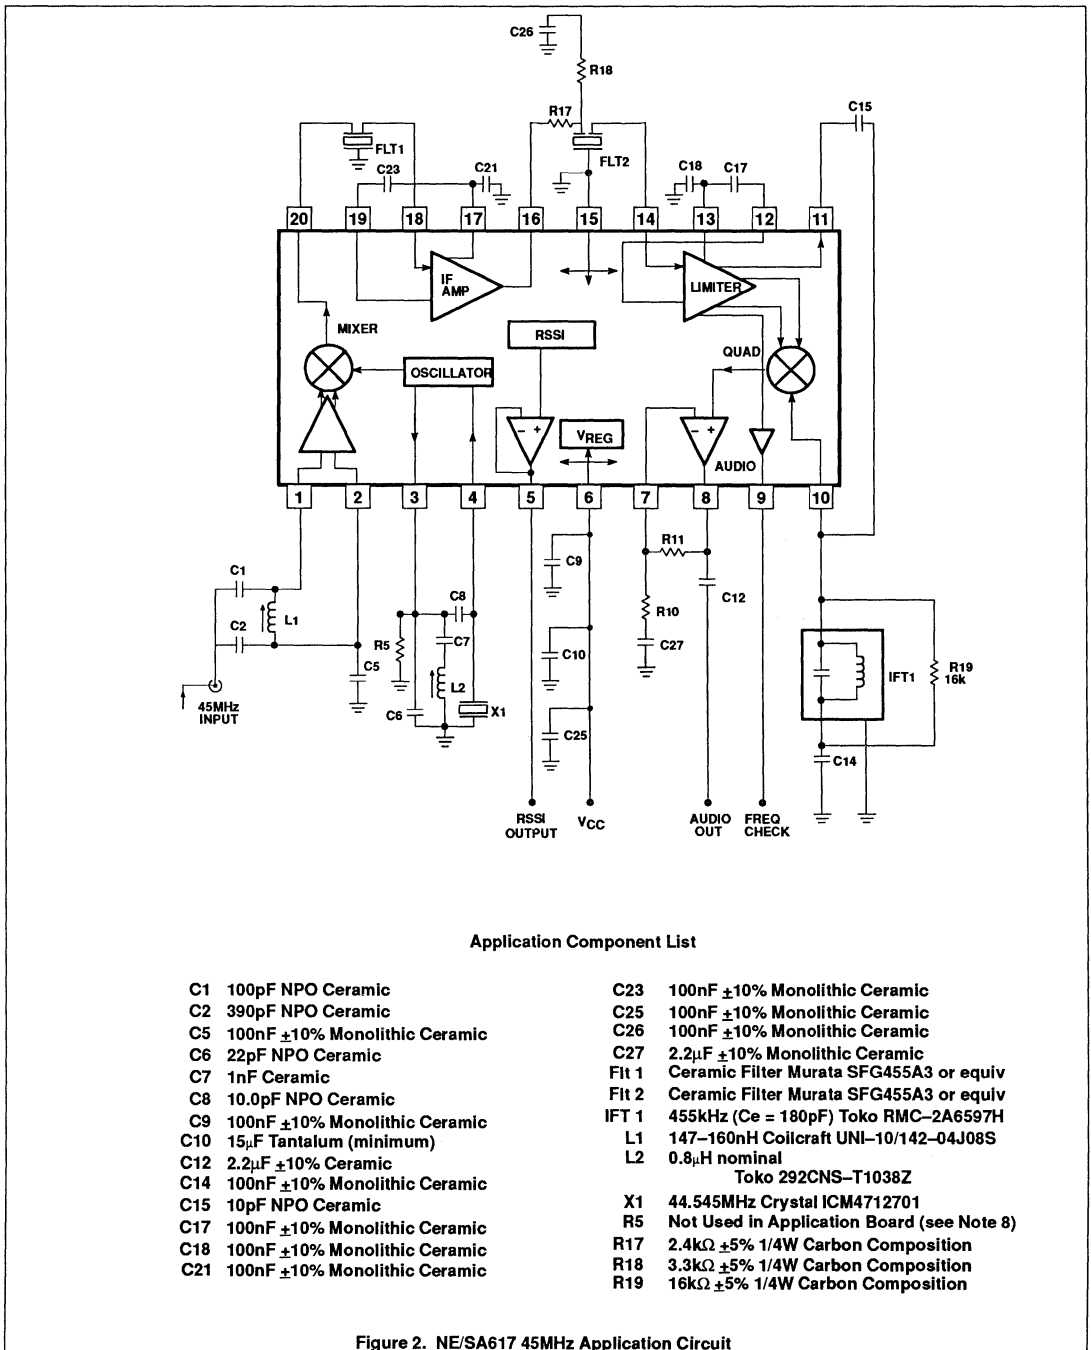 C26
R18
R17
C15
FLT1
FLT2
C23
C21
C18
C17
20
19
18
17
16
15
14
13
12
11
IF
AMP
LIMITER
MIXER
RSSI
QUAD
OSCILLATOR
– +
VREG
– +
AUDIO
1
2
3
4
5
6
7
8
9
10
R11
C1
C9
C8
C12
L1
R10
C2
C7
R5
C10
C27
C5
L2
IFT1
R19
16k
45MHz
INPUT
C6
X1
C25
C14
RSSI
OUTPUT
VCC
AUDIO
OUT
FREQ
CHECK
Application Component List
C1 100pF NPO Ceramic
C2 390pF NPO Ceramic
C5 100nF ±10% Monolithic Ceramic
C6 22pF NPO Ceramic
C7 1nF Ceramic
C8 10.0pF NPO Ceramic
C9 100nF ±10% Monolithic Ceramic
C10 15µF Tantalum (minimum)
C12 2.2µF ±10% Ceramic
C14 100nF ±10% Monolithic Ceramic
C15 10pF NPO Ceramic
C17 100nF ±10% Monolithic Ceramic
C18 100nF ±10% Monolithic Ceramic
C21 100nF ±10% Monolithic Ceramic
C23 100nF ±10% Monolithic Ceramic
C25 100nF ±10% Monolithic Ceramic
C26 100nF ±10% Monolithic Ceramic
C27 2.2µF ±10% Monolithic Ceramic
Flt 1 Ceramic Filter Murata SFG455A3 or equiv
Flt 2 Ceramic Filter Murata SFG455A3 or equiv
IFT 1 455kHz (Ce = 180pF) Toko RMC–2A6597H
L1 147–160nH Coilcraft UNI–10/142–04J08S
L2 0.8µH nominal
Toko 292CNS–T1038Z
X1 44.545MHz Crystal ICM4712701
R5 Not Used in Application Board (see Note 8)
R17 2.4kΩ ±5% 1/4W Carbon Composition
R18 3.3kΩ ±5% 1/4W Carbon Composition
R19 16kΩ ±5% 1/4W Carbon Composition
Figure 2. NE/SA617 45MHz Application Circuit